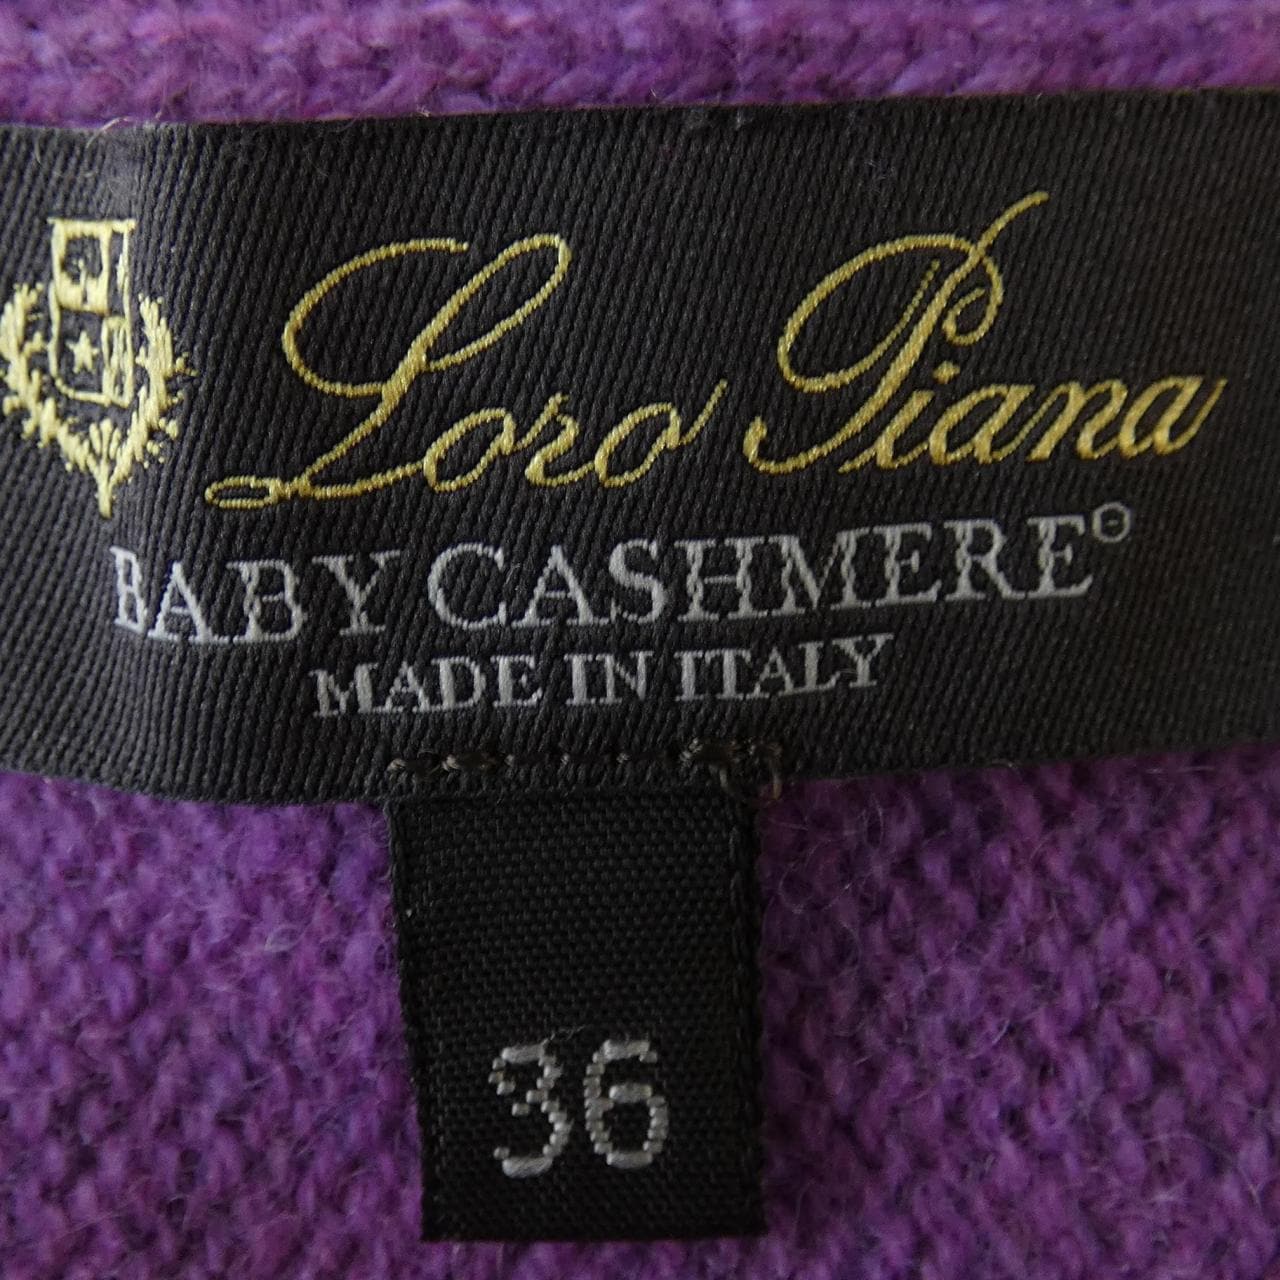 Loro Piana
BABY CASHMERE®
MADE IN ITALY
36